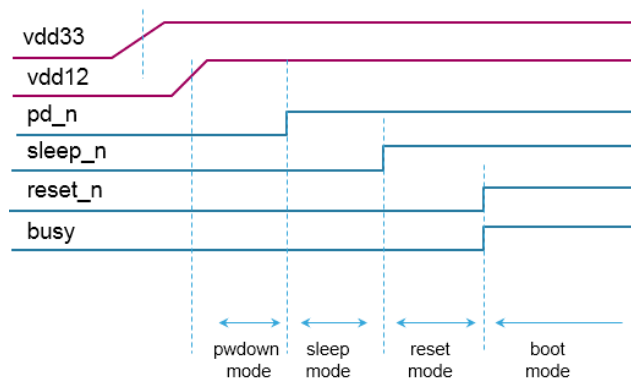 vdd33
vdd12
pd_n
sleep_n
reset_n
busy
pwdown mode
sleep mode
reset mode
boot mode